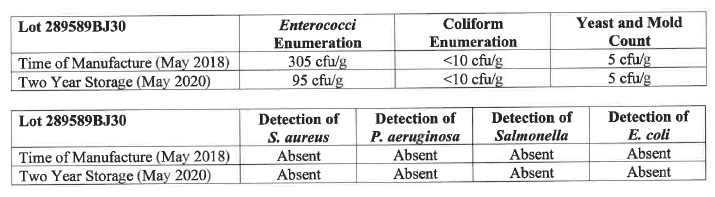 Lot 289589BJ30 Enterococci Enumeration Coliform Enumeration Yeast and Mold Count
Time of Manufacture (May 2018) 305 cfu/g <10 cfu/g 5 cfu/g
Two Year Storage (May 2020) 95 cfu/g <10 cfu/g 5 cfu/g
Lot 289589BJ30 Detection of S. aureus Detection of P. aeruginosa Detection of Salmonella Detection of E. coli
Time of Manufacture (May 2018) Absent Absent Absent Absent
Two Year Storage (May 2020) Absent Absent Absent Absent